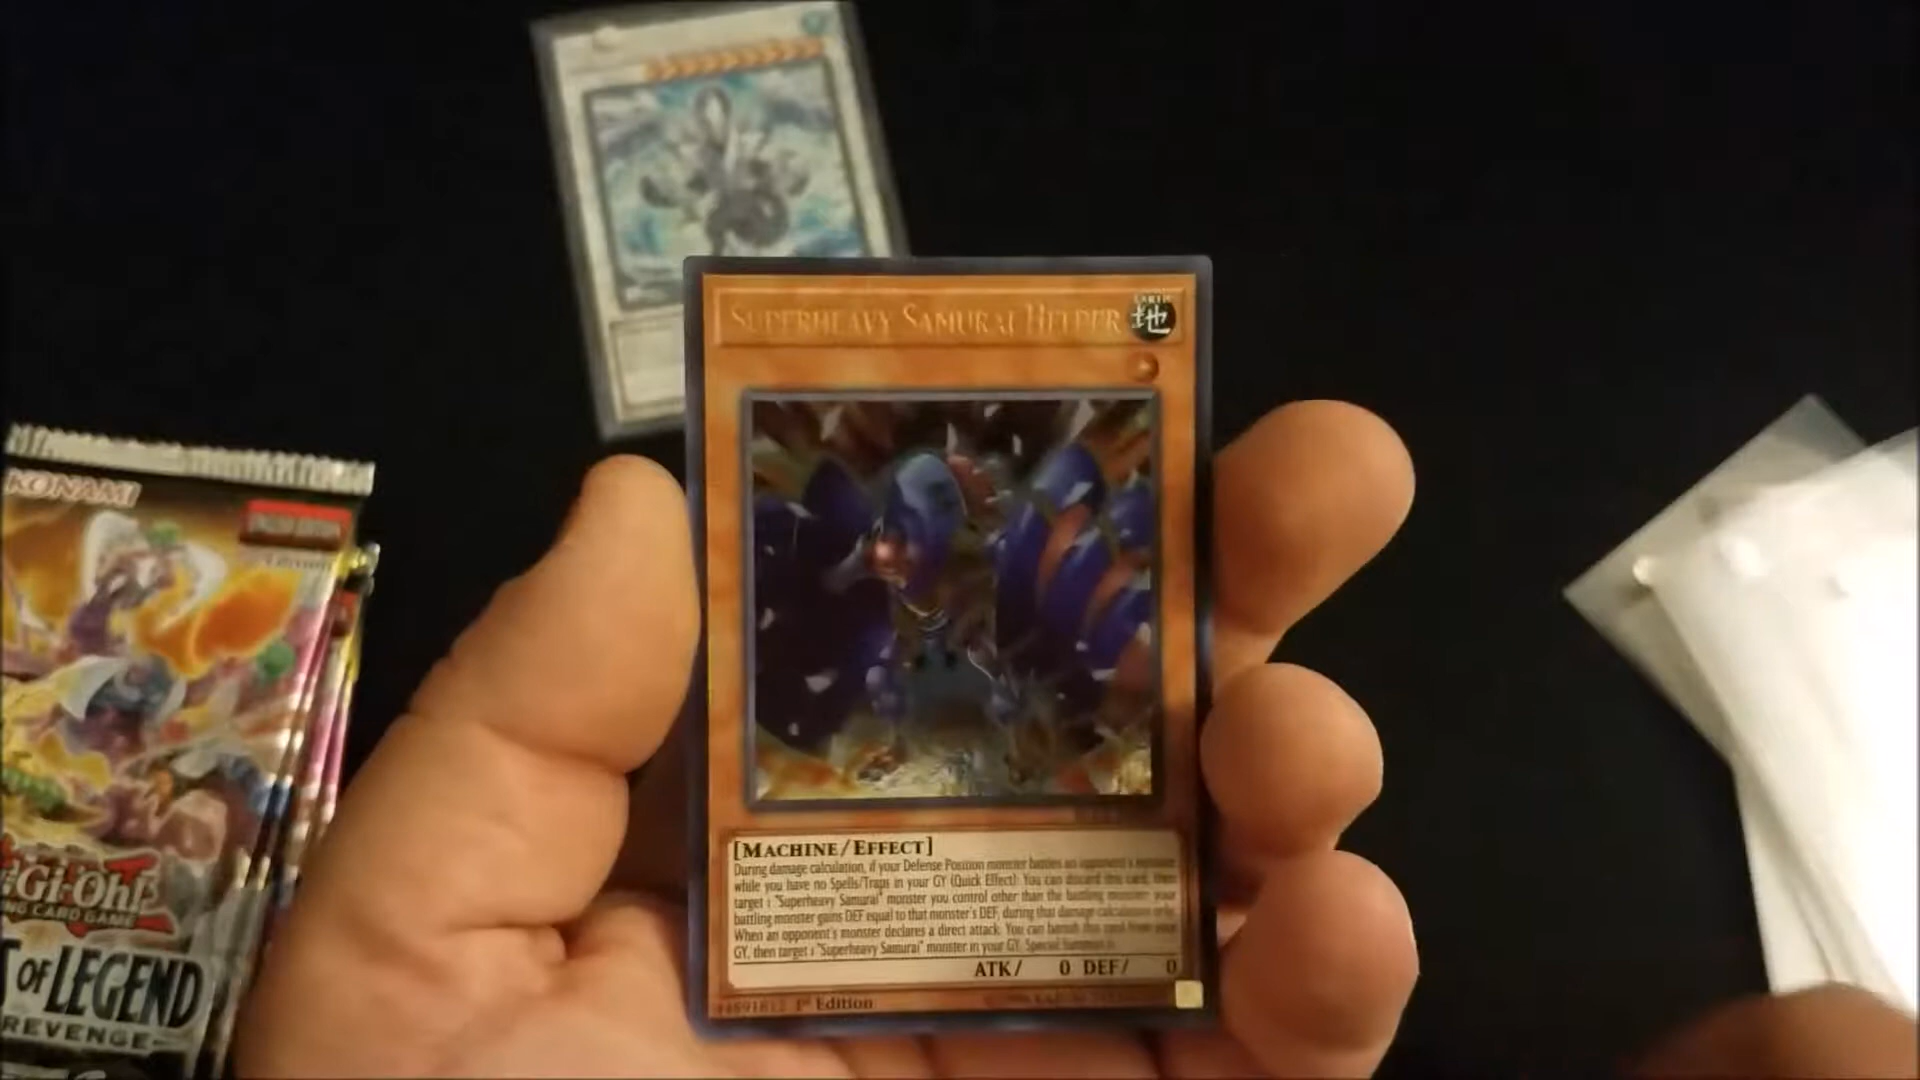 SUPERHEAVY SAMURAI HELPER
EARTH
地
[MACHINE/EFFECT]
During damage calculation, if your Defense Position monster battles an opponent's monster
while you have no Spells/Traps in your GY (Quick Effect): You can discard this card, then
target 1 "Superheavy Samurai" monster you control other than the battling monster; your
battling monster gains DEF equal to that monster's DEF, during that damage calculation only.
When an opponent's monster declares a direct attack: You can banish this card from your
GY, then target 1 "Superheavy Samurai" monster in your GY; Special Summon it.
ATK/ 0 DEF/ 0
1st Edition
KONAMI
ENGLISH EDITION
Gi-Oh!
NG CARD GAME
S OF LEGEND
REVENGE